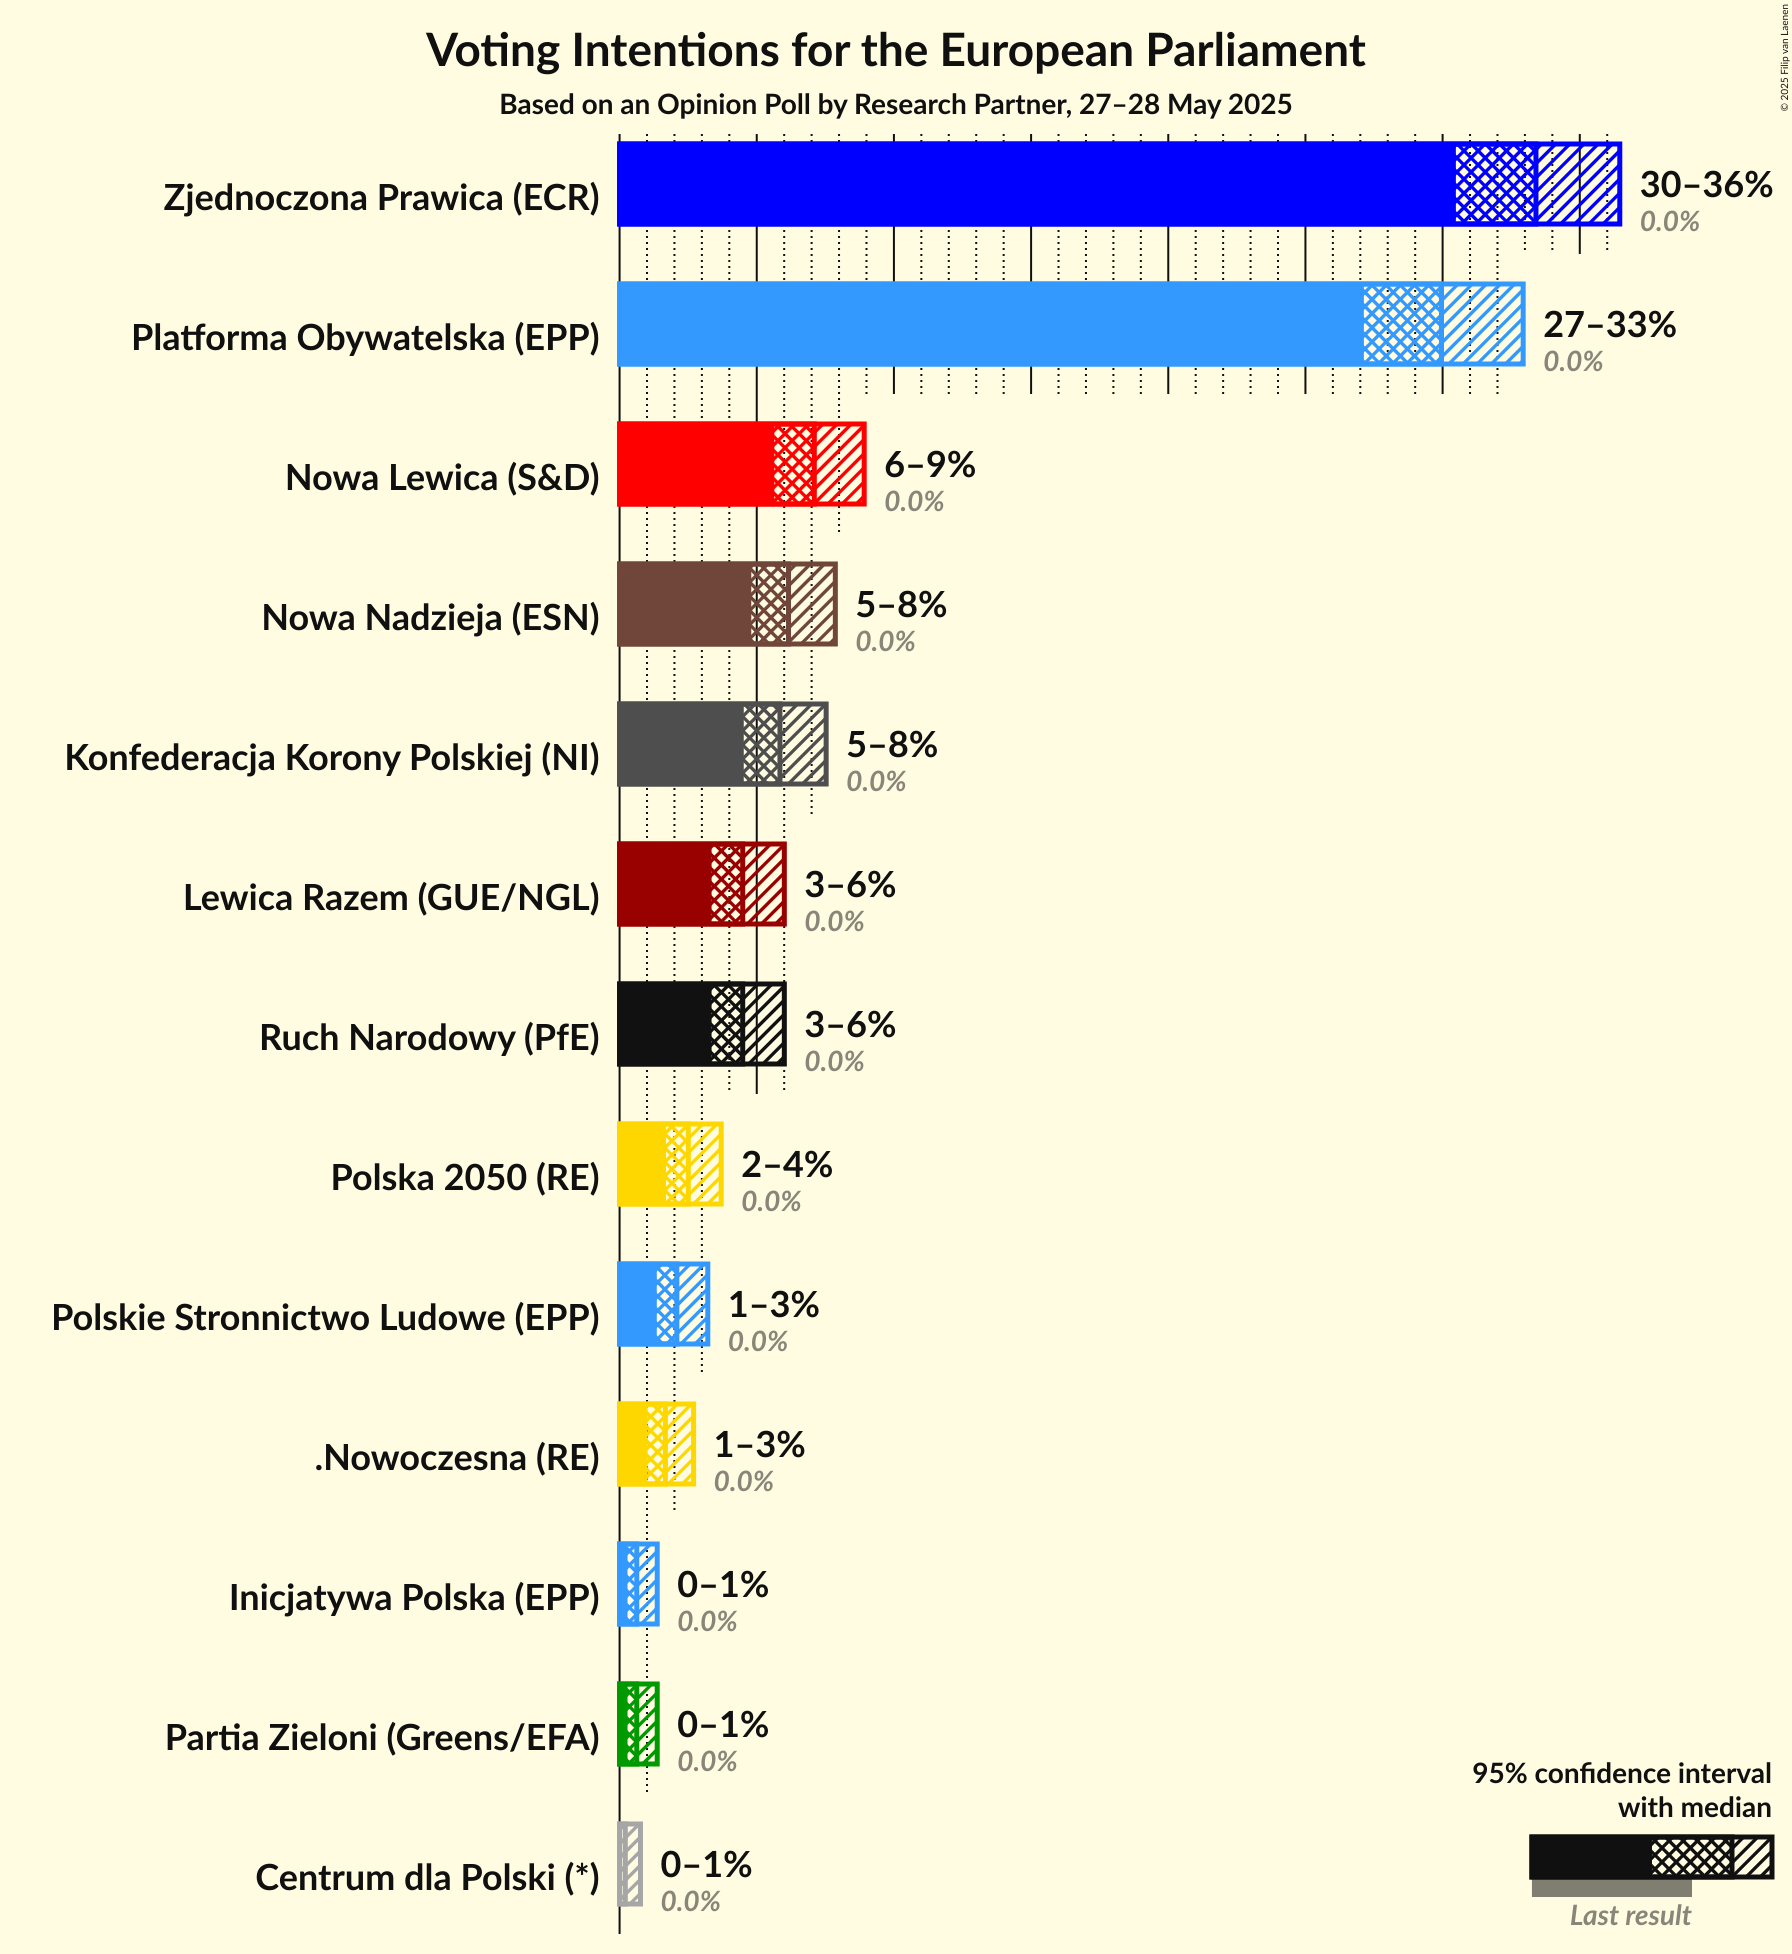 Voting Intentions for the European Parliament
Based on an Opinion Poll by Research Partner, 27–28 May 2025
© 2025 Filip van Laenen
Zjednoczona Prawica (ECR)
30–36%
0.0%
Platforma Obywatelska (EPP)
27–33%
0.0%
Nowa Lewica (S&D)
6–9%
0.0%
Nowa Nadzieja (ESN)
5–8%
0.0%
Konfederacja Korony Polskiej (NI)
5–8%
0.0%
Lewica Razem (GUE/NGL)
3–6%
0.0%
Ruch Narodowy (PfE)
3–6%
0.0%
Polska 2050 (RE)
2–4%
0.0%
Polskie Stronnictwo Ludowe (EPP)
1–3%
0.0%
.Nowoczesna (RE)
1–3%
0.0%
Inicjatywa Polska (EPP)
0–1%
0.0%
Partia Zieloni (Greens/EFA)
0–1%
0.0%
Centrum dla Polski (*)
0–1%
0.0%
95% confidence interval
with median
Last result